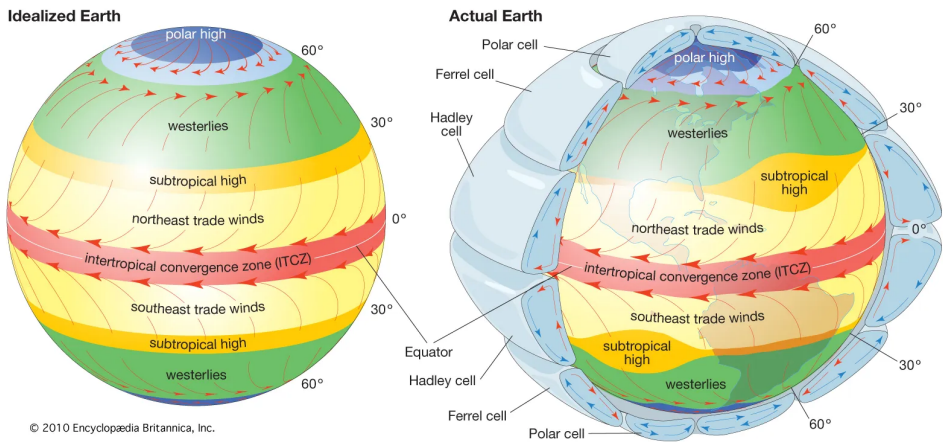 Idealized Earth
polar high
60°
westerlies
30°
subtropical high
northeast trade winds
0°
intertropical convergence zone (ITCZ)
southeast trade winds
30°
subtropical high
westerlies
60°
© 2010 Encyclopædia Britannica, Inc.
Equator
Actual Earth
Polar cell
Ferrel cell
Hadley
cell
60°
polar high
30°
westerlies
subtropical
high
northeast trade winds
0°
intertropical convergence zone (ITCZ)
southeast trade winds
subtropical
high
30°
westerlies
Hadley cell
Ferrel cell
60°
Polar cell